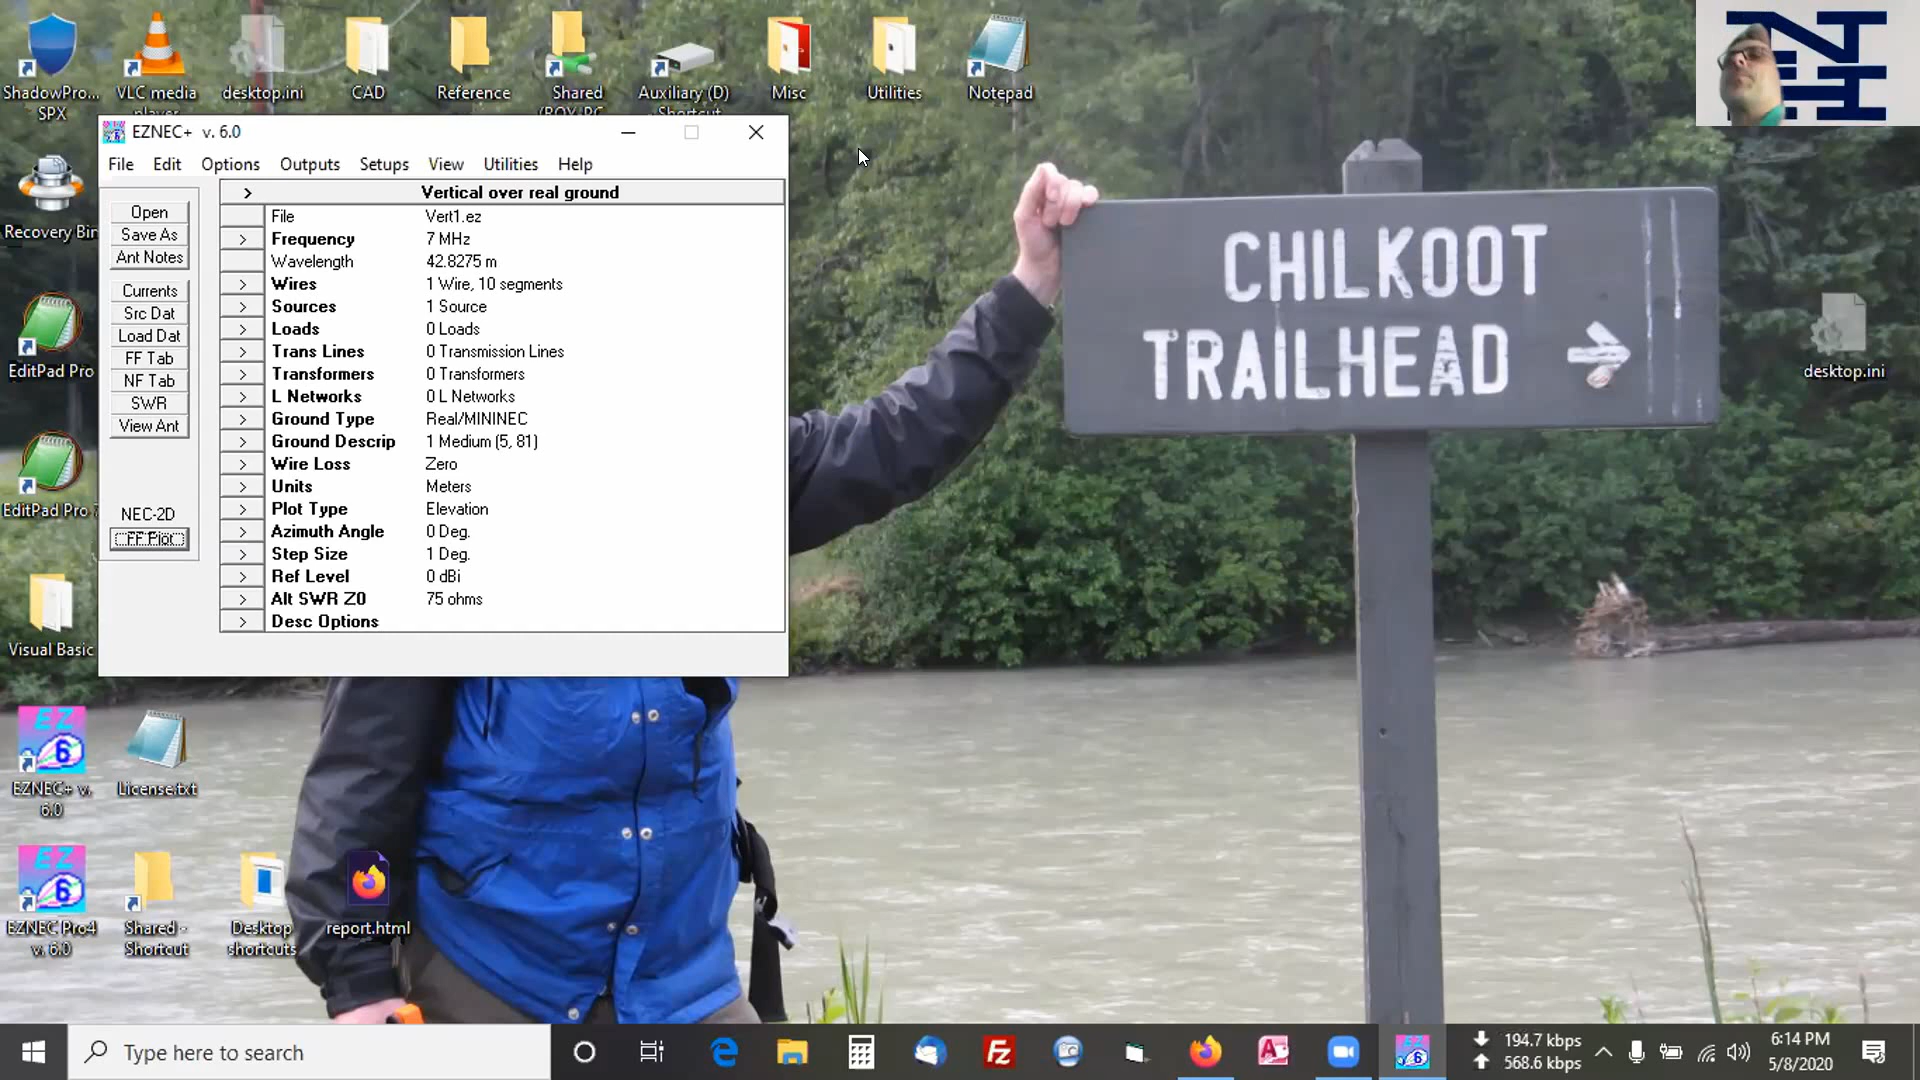 ShadowPro... SPX
VLC media player
desktop.ini
CAD
Reference
Shared
Auxiliary (D)
Misc
Utilities
Notepad
NH
EZNEC+ v. 6.0
File Edit Options Outputs Setups View Utilities Help
Open
Save As
Ant Notes
Currents
Src Dat
Load Dat
FF Tab
NF Tab
SWR
View Ant
NEC-2D
FF Plot
> Vertical over real ground
File Vert1.ez
> Frequency 7 MHz
Wavelength 42.8275 m
> Wires 1 Wire, 10 segments
> Sources 1 Source
> Loads 0 Loads
> Trans Lines 0 Transmission Lines
> Transformers 0 Transformers
> L Networks 0 L Networks
> Ground Type Real/MININEC
> Ground Descrip 1 Medium (5, 81)
> Wire Loss Zero
> Units Meters
> Plot Type Elevation
> Azimuth Angle 0 Deg.
> Step Size 1 Deg.
> Ref Level 0 dBi
> Alt SWR Z0 75 ohms
> Desc Options
Recovery Bin
EditPad Pro
EditPad Pro 7
Visual Basic
CHILKOOT
TRAILHEAD →
desktop.ini
EZNEC+ v.
6.0
License.txt
EZNEC Pro4
v. 6.0
Shared -
Shortcut
Desktop
shortcuts
report.html
Type here to search
194.7 kbps
568.6 kbps
6:14 PM
5/8/2020